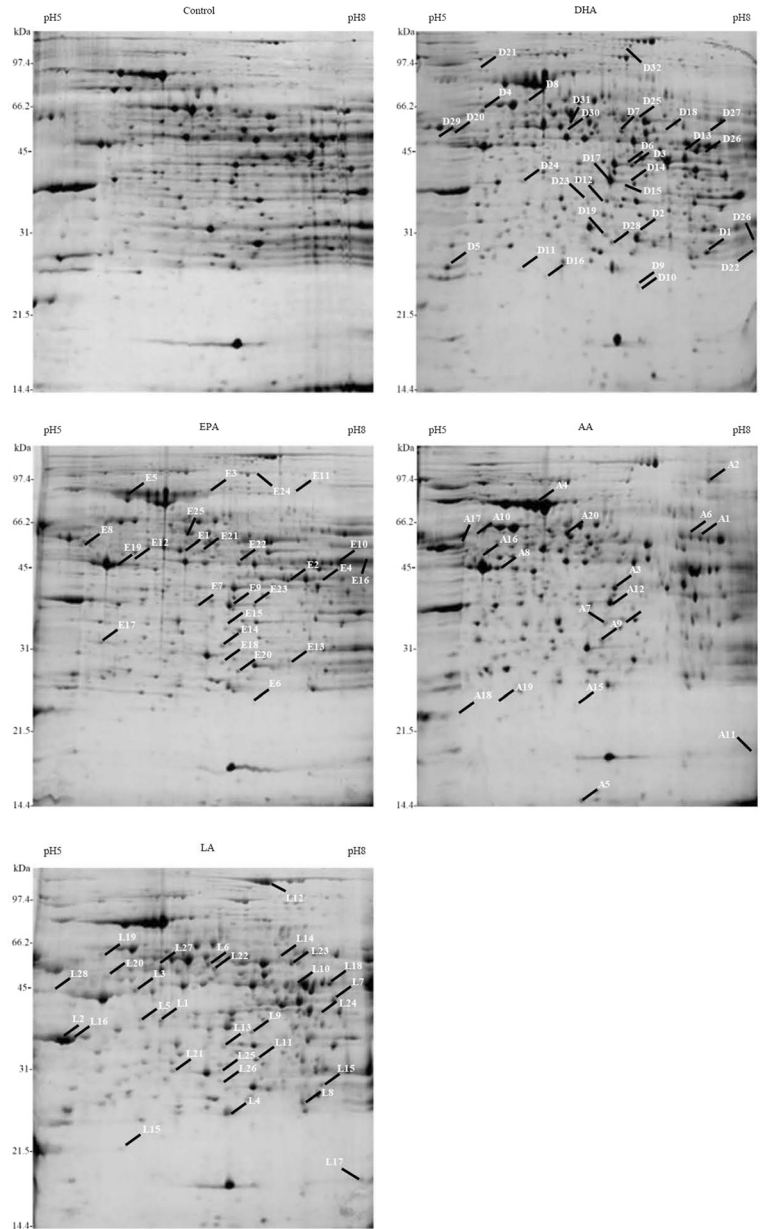 Control
pH5 pH8
kDa
97.4-
66.2-
45-
31-
21.5-
14.4-
DHA
pH5 pH8
kDa
D21
97.4- D32
D8
D4
D31 D25
66.2- D7 D18 D27
D29 D20 D30
D13
D6 D26
45- D17 D3
D24 D14
D23 D12
D15
D19 D2 D26
D28 D1
31-
D5 D11 D16 D9 D22
D10
21.5-
14.4-
EPA
pH5 pH8
kDa
E5 E3 E11
97.4- E24
E25
66.2-
E8 E12 E1 E21 E10
E19 E22
E2 E4
45- E16
E7 E9 E23
E15
E17 E14
E18 E13
31- E20
E6
21.5-
14.4-
AA
pH5 pH8
kDa
A2
97.4- A4
A17 A10 A20 A6 A1
66.2- A16
A8
45- A3
A12
A7
A9
31-
A18 A19 A15
21.5- A11
A5
14.4-
LA
pH5 pH8
kDa
L12
97.4-
L19 L27 L6 L14
66.2- L23
L20 L22
L28 L3 L10 L18
45- L7
L5 L1 L24
L2 L16 L13 L9
L21 L11
L25
31- L26 L15
L4 L8
L15
21.5- L17
14.4-